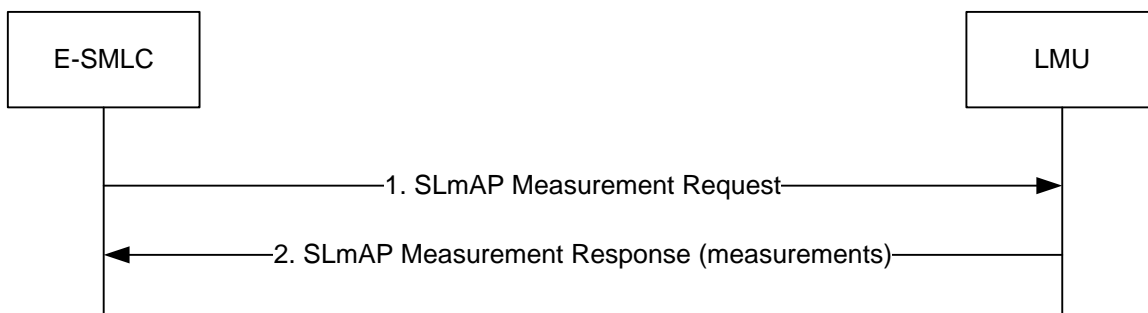 E-SMLC
LMU
1. SLmAP Measurement Request
2. SLmAP Measurement Response (measurements)